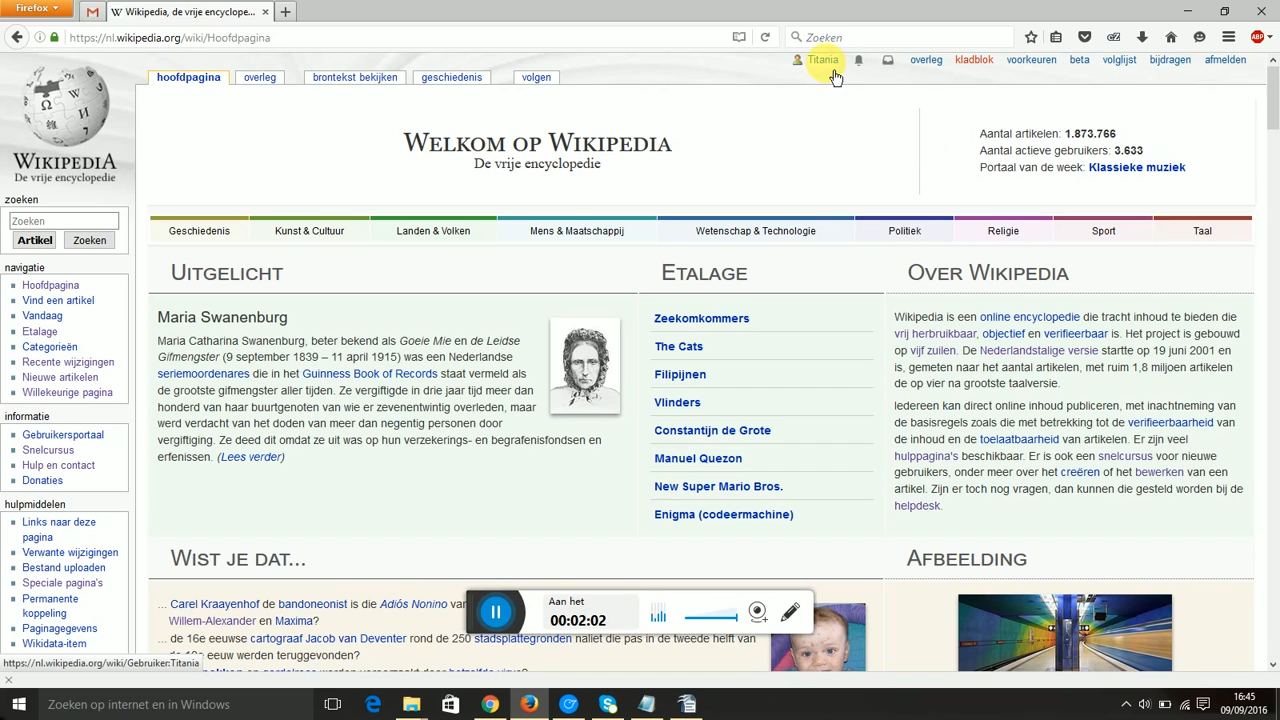 Firefox
Wikipedia, de vrije encyclope...
https://nl.wikipedia.org/wiki/Hoofdpagina
Zoeken
ABP
Titania
overleg
kladblok
voorkeuren
beta
volglijst
bijdragen
afmelden
hoofdpagina
overleg
brontekst bekijken
geschiedenis
volgen
WIKIPEDIA
De vrije encyclopedie
zoeken
Zoeken
Artikel
Zoeken
navigatie
Hoofdpagina
Vind een artikel
Vandaag
Etalage
Categorieën
Recente wijzigingen
Nieuwe artikelen
Willekeurige pagina
informatie
Gebruikersportaal
Snelcursus
Hulp en contact
Donaties
hulpmiddelen
Links naar deze
pagina
Verwante wijzigingen
Bestand uploaden
Speciale pagina's
Permanente
koppeling
Paginagegevens
Wikidata-item
Welkom op Wikipedia
De vrije encyclopedie
Aantal artikelen: 1.873.766
Aantal actieve gebruikers: 3.633
Portaal van de week: Klassieke muziek
Geschiedenis
Kunst & Cultuur
Landen & Volken
Mens & Maatschappij
Wetenschap & Technologie
Politiek
Religie
Sport
Taal
Uitgelicht
Maria Swanenburg
Maria Catharina Swanenburg, beter bekend als Goeie Mie en de Leidse
Gifmengster (9 september 1839 – 11 april 1915) was een Nederlandse
seriemoordenares die in het Guinness Book of Records staat vermeld als
de grootste gifmengster aller tijden. Ze vergiftigde in drie jaar tijd meer dan
honderd van haar buurtgenoten van wie er zevenentwintig overleden, maar
werd verdacht van het doden van meer dan negentig personen door
vergiftiging. Ze deed dit omdat ze uit was op hun verzekerings- en begrafenisfondsen en
erfenissen. (Lees verder)
Etalage
Zeekomkommers
The Cats
Filipijnen
Vlinders
Constantijn de Grote
Manuel Quezon
New Super Mario Bros.
Enigma (codeermachine)
Over Wikipedia
Wikipedia is een online encyclopedie die tracht inhoud te bieden die
vrij herbruikbaar, objectief en verifieerbaar is. Het project is gebouwd
op vijf zuilen. De Nederlandstalige versie startte op 19 juni 2001 en
is, gemeten naar het aantal artikelen, met ruim 1,8 miljoen artikelen
de op vier na grootste taalversie.
Iedereen kan direct online inhoud publiceren, met inachtneming van
de basisregels zoals die met betrekking tot de verifieerbaarheid van
de inhoud en de toelaatbaarheid van artikelen. Er zijn veel
hulppagina's beschikbaar. Er is ook een snelcursus voor nieuwe
gebruikers, onder meer over het creëren of het bewerken van een
artikel. Zijn er toch nog vragen, dan kunnen die gesteld worden bij de
helpdesk.
Wist je dat...
... Carel Kraayenhof de bandoneonist is die Adiós Nonino
Willem-Alexander en Maxima?
... de 16e eeuwse cartograaf Jacob van Deventer rond de 250 stadsplattegronden naliet die pas in de tweede helft van
de eeuw werden teruggevonden?
Afbeelding
Aan het
00:02:02
https://nl.wikipedia.org/wiki/Gebruiker:Titania
Zoeken op internet en in Windows
16:45
09/09/2016